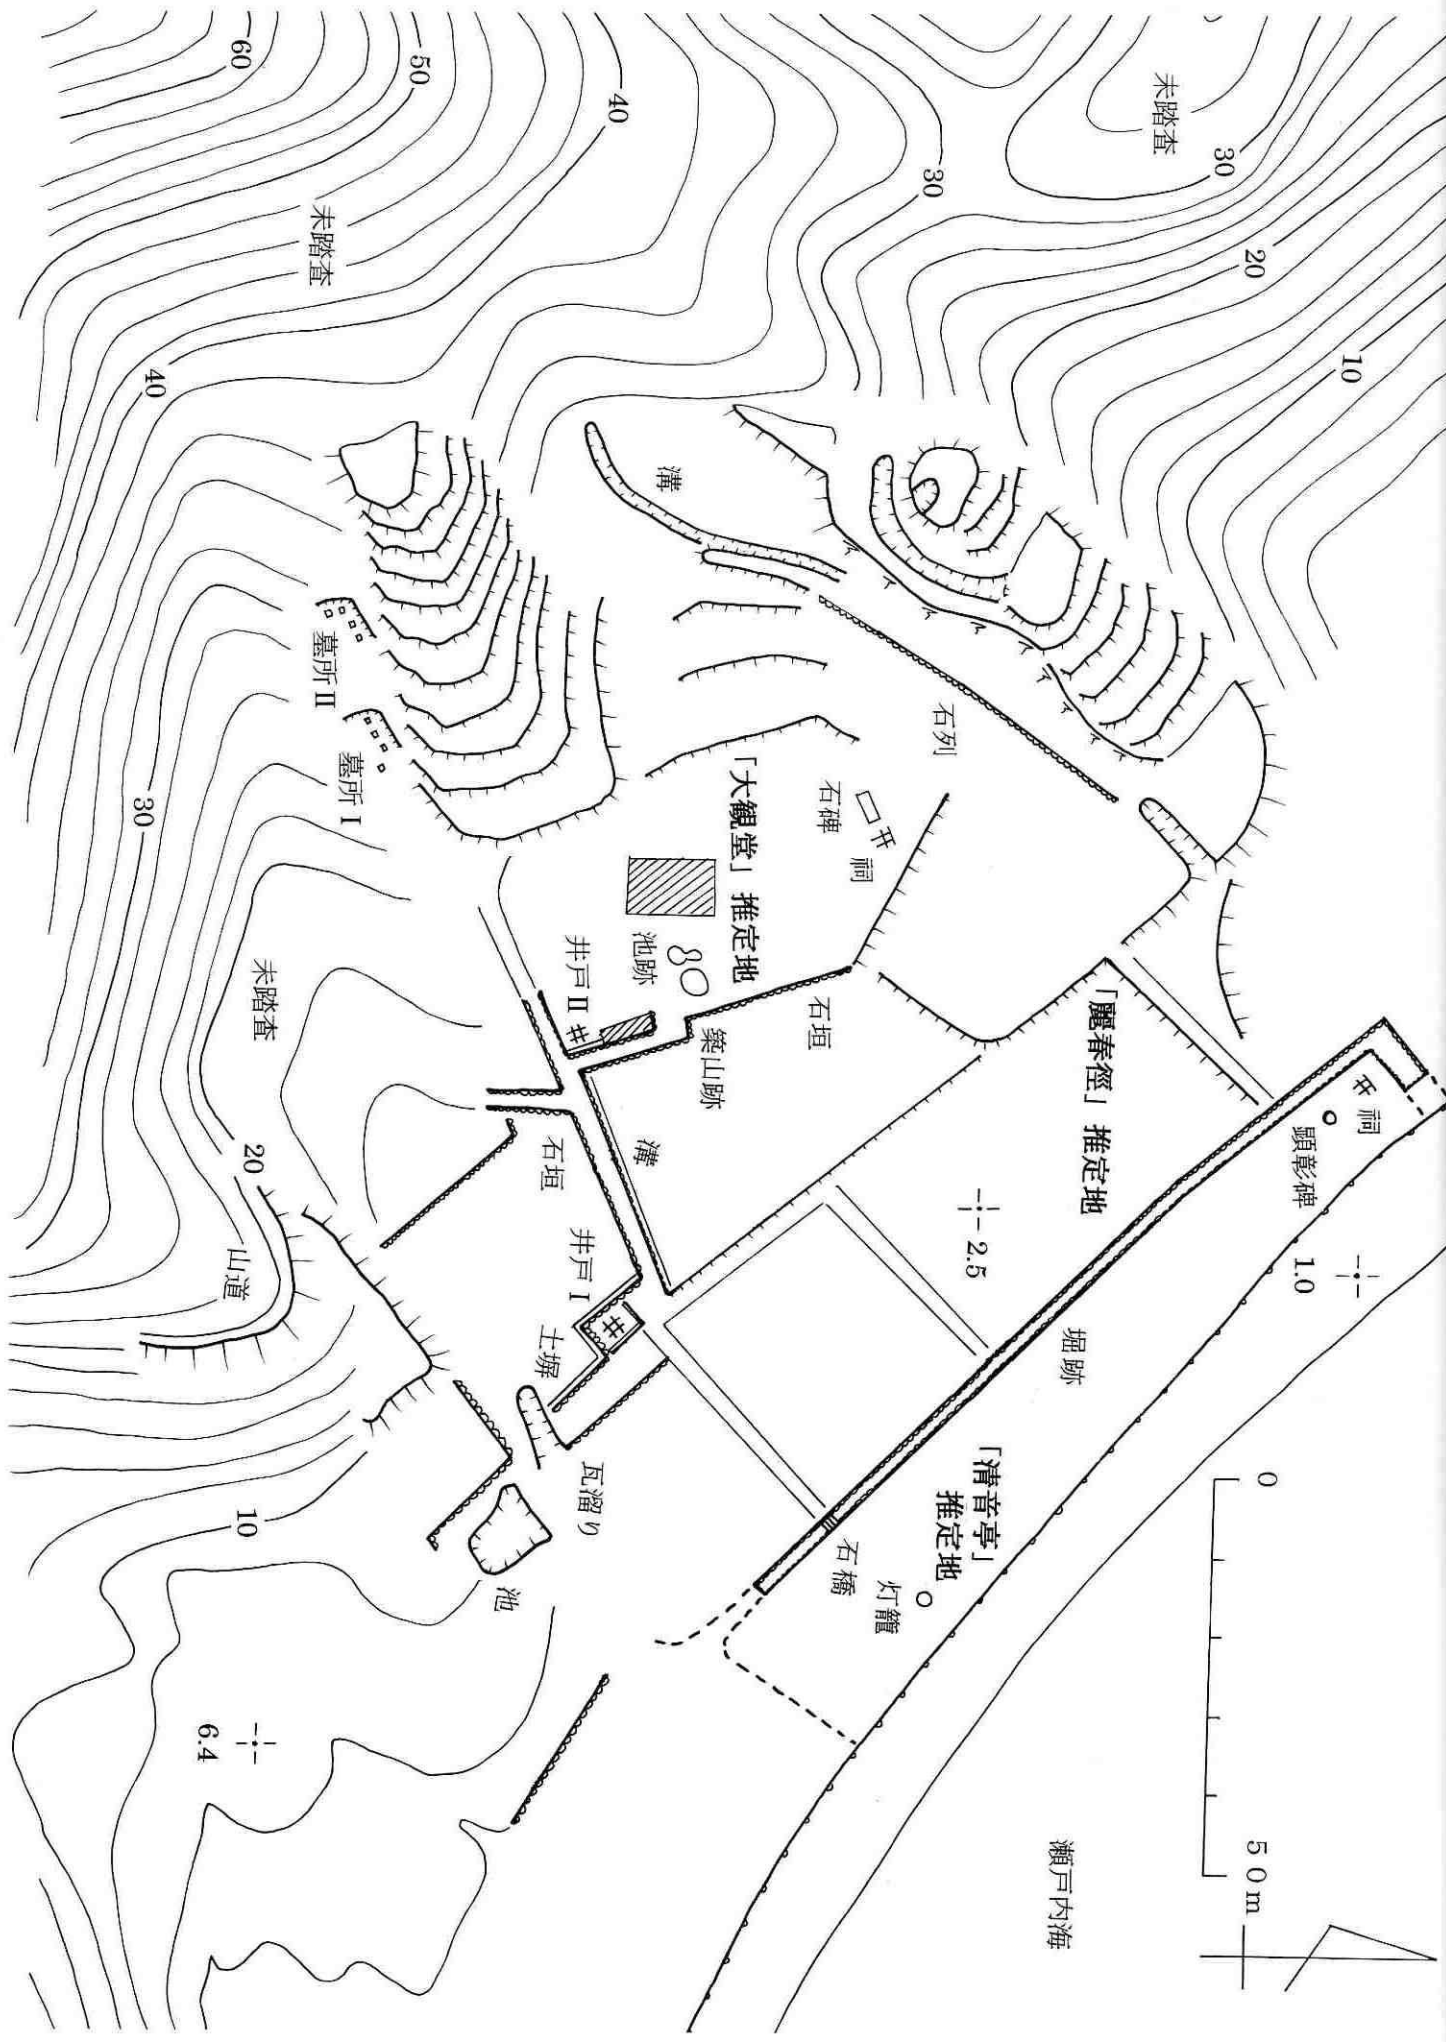 60
50
40
30
未踏査
30
20
10
未踏査
40
溝
墓所Ⅱ
墓所Ⅰ
石列
石碑
祠
「大観堂」推定地
池跡
井戸Ⅱ
築山跡
石垣
「麗春徑」推定地
祠
顕彰碑
1.0
2.5
30
未踏査
20
山道
石垣
溝
井戸Ⅰ
土塀
瓦溜り
池
堀跡
「清音亭」
推定地
石橋
灯籠
10
6.4
瀬戸内海
0
50m